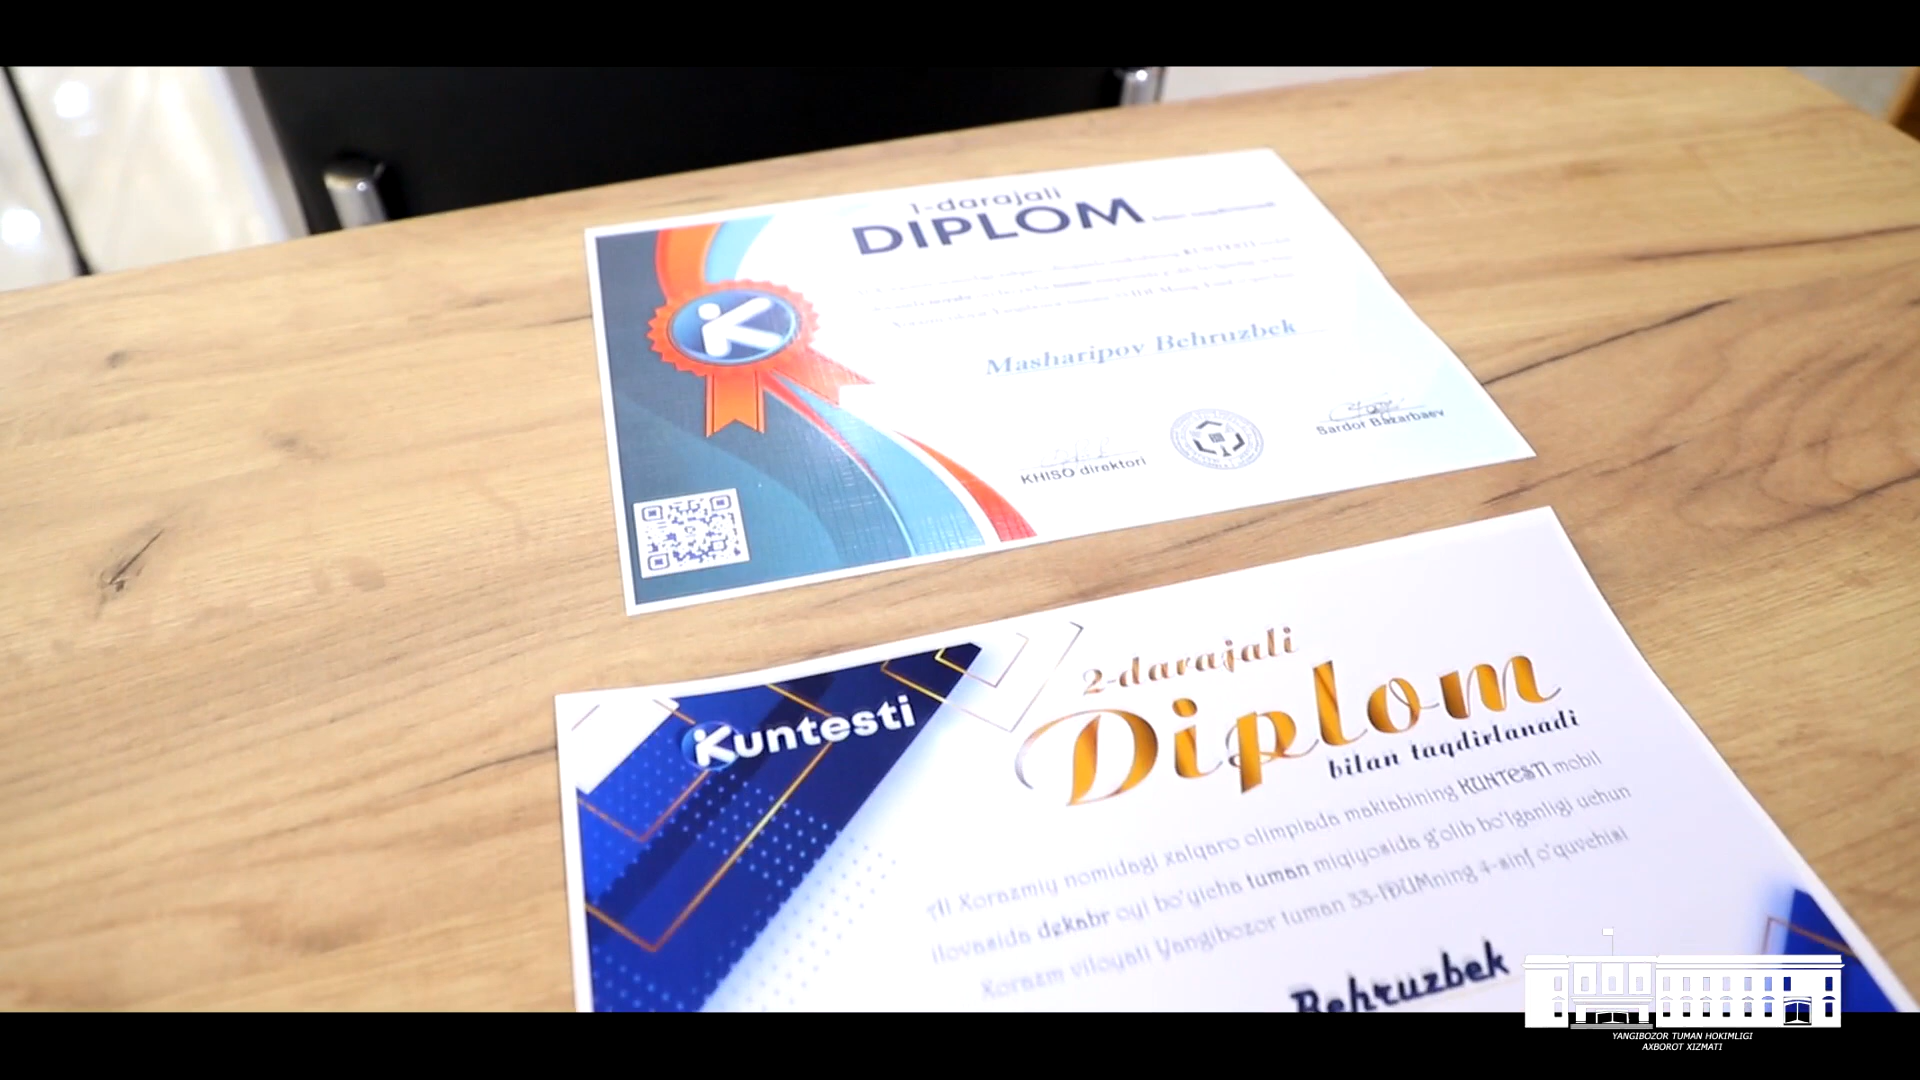 1-darajali
DIPLOM
Masharipov Behruzbek
KHISO direktori
Sardor Bazarbaev
2-darajali
Diplom
bilan taqdirlanadi
Kuntesti
Al Xorazmiy nomidagi xalqaro olimpiada maktabining KUNTESTI mobil
ilovasida dekabr oyi bo'yicha tuman miqiyosida g'olib bo'lganligi uchun
Xorazm viloyati Yangibozor tuman 33-IDUMning 4-sinf o'quvchisi
Behruzbek
YANGIBOZOR TUMAN HOKIMLIGI
AXBOROT XIZMATI